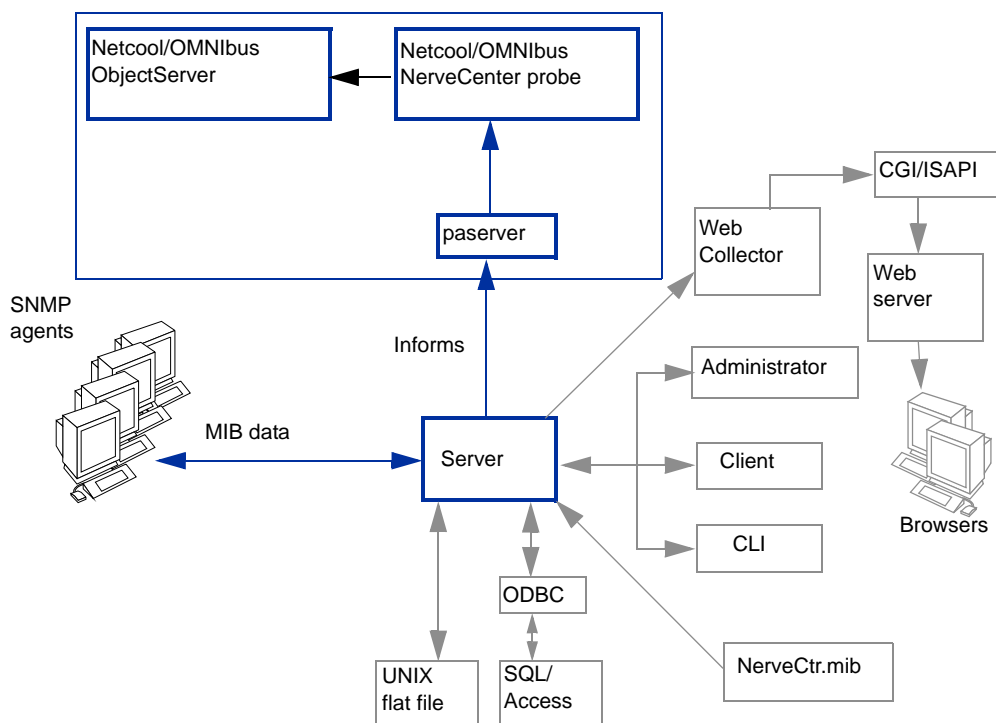 Netcool/OMNIbus
ObjectServer
Netcool/OMNIbus
NerveCenter probe
CGI/ISAPI
paserver
Web
Collector
Web
server
SNMP
agents
Informs
Administrator
MIB data
Server
Client
Browsers
CLI
ODBC
UNIX
flat file
SQL/
Access
NerveCtr.mib